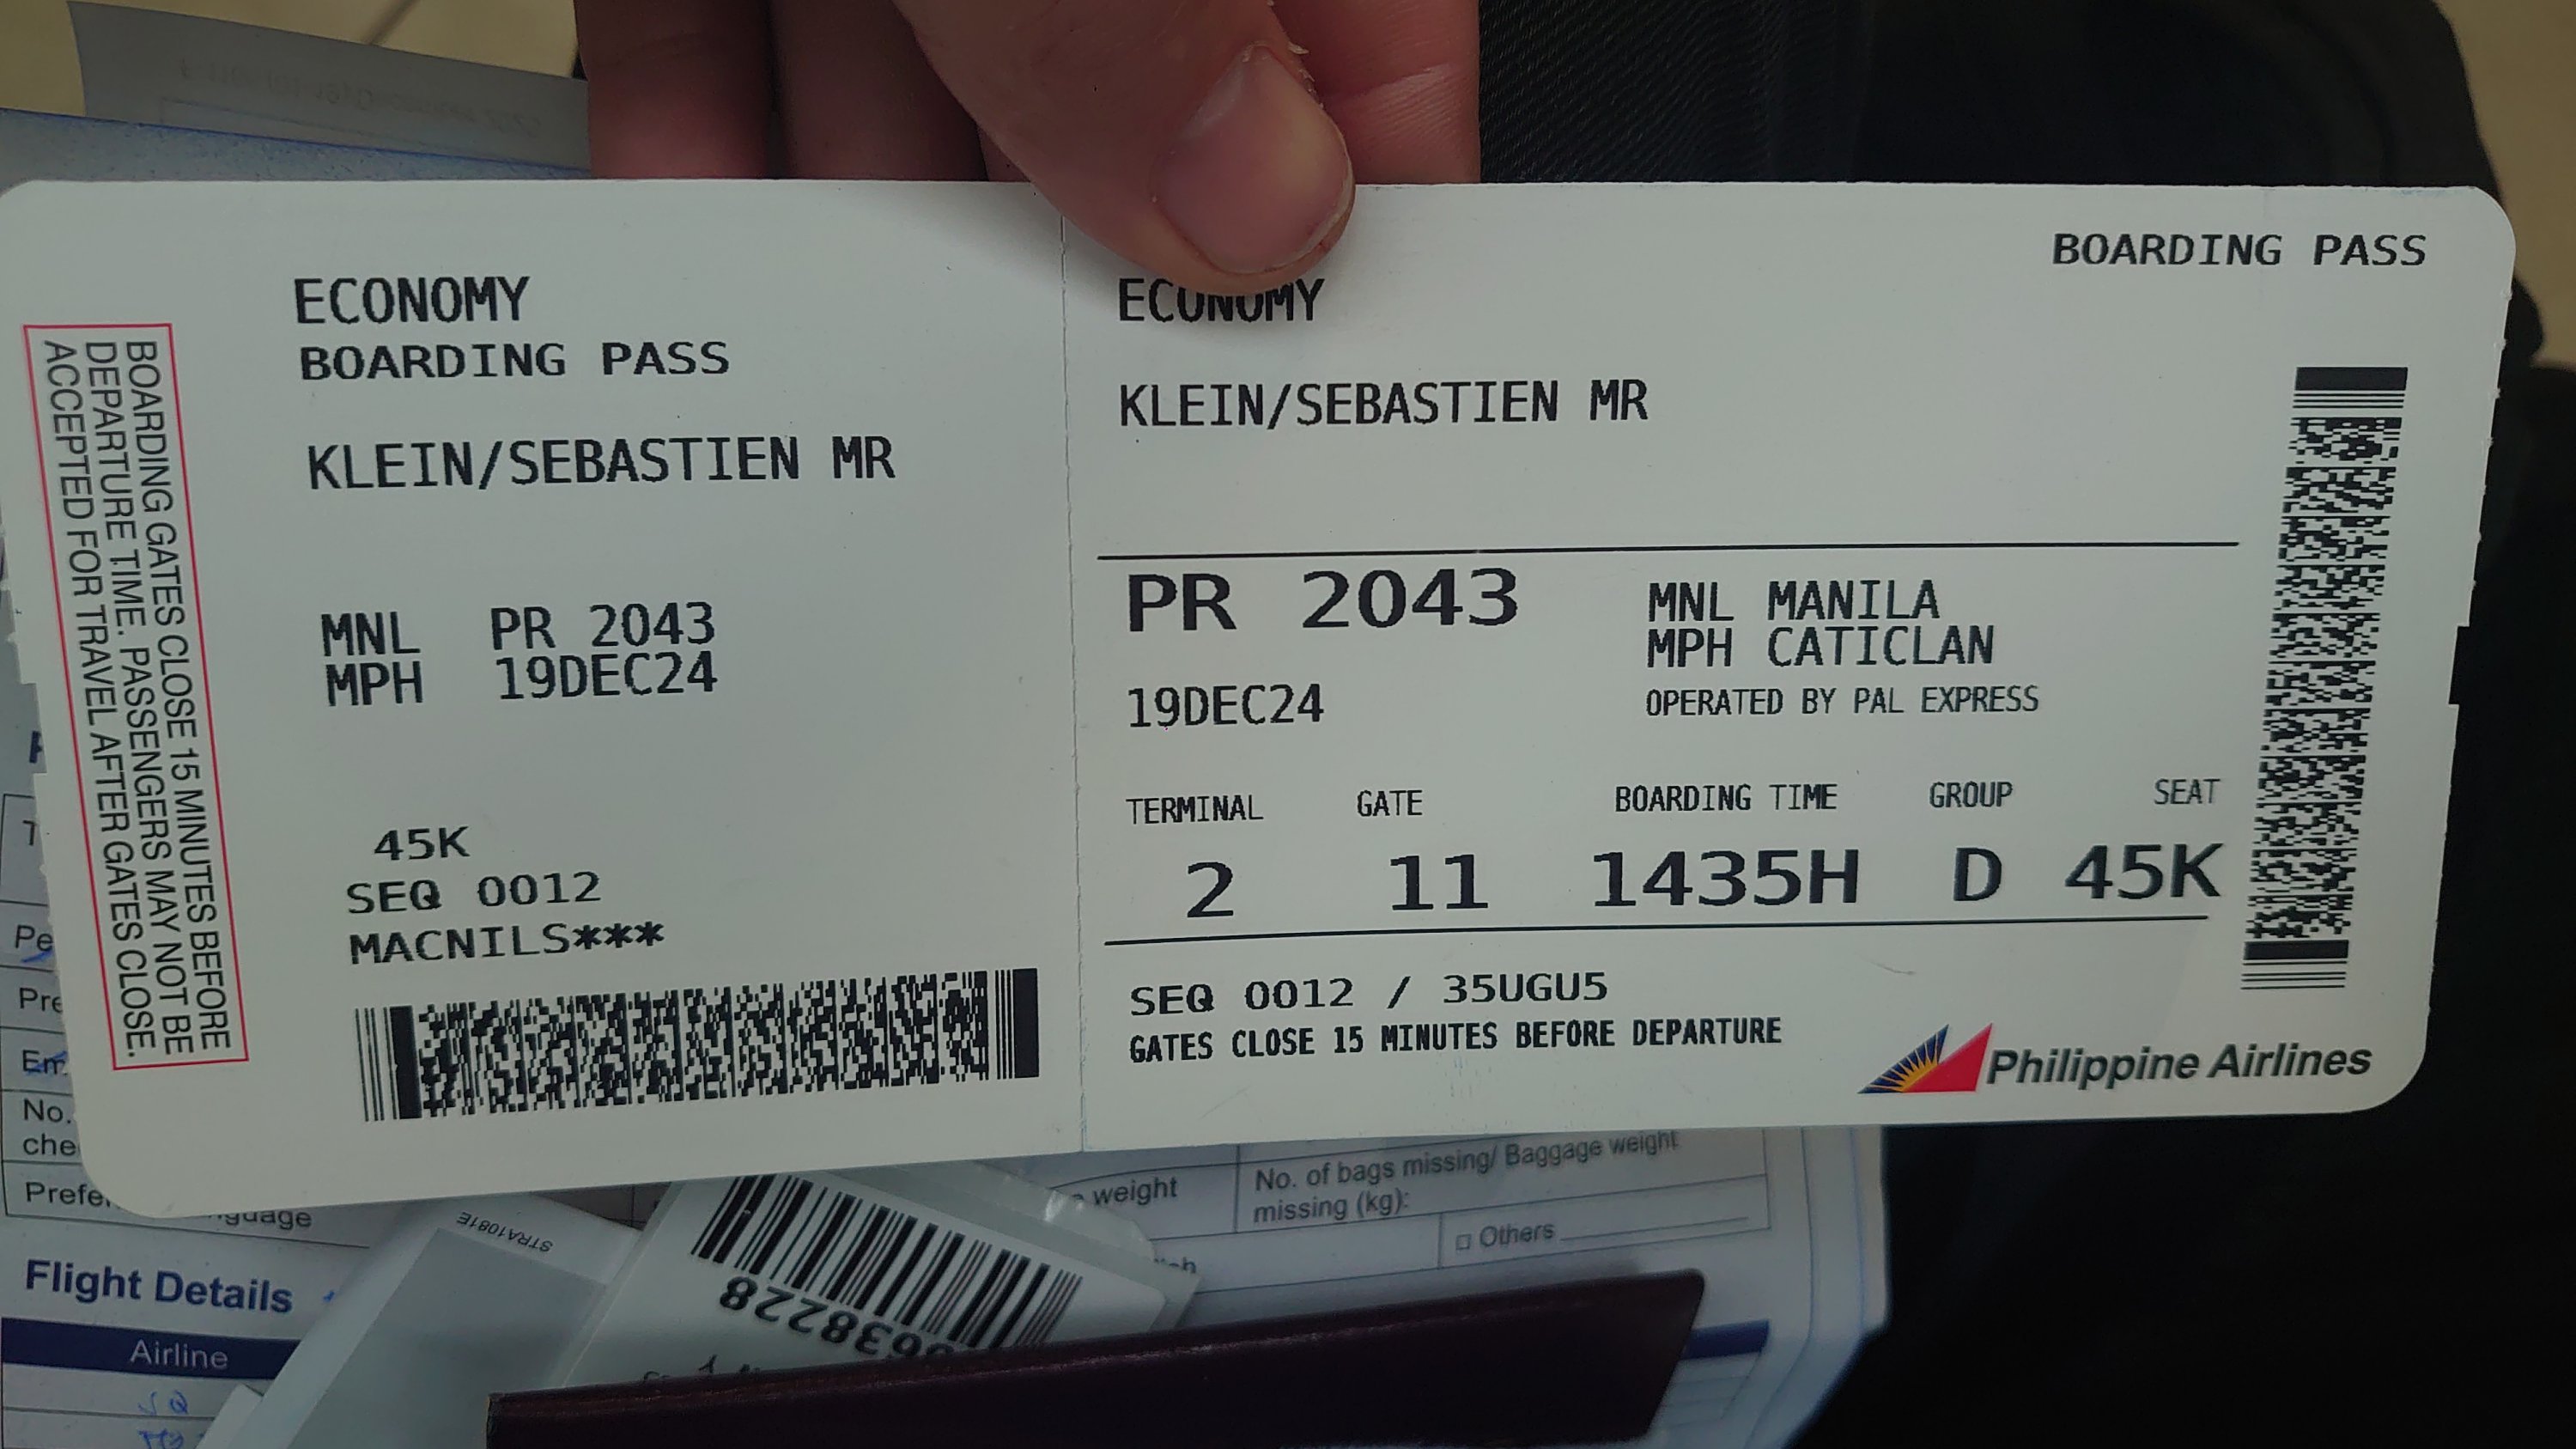 BOARDING GATES CLOSE 15 MINUTES BEFORE
DEPARTURE TIME. PASSENGERS MAY NOT BE
ACCEPTED FOR TRAVEL AFTER GATES CLOSE.
ECONOMY
BOARDING PASS
KLEIN/SEBASTIEN MR
MNL PR 2043
MPH 19DEC24
45K
SEQ 0012
MACNILS***
BOARDING PASS
ECONOMY
KLEIN/SEBASTIEN MR
PR 2043
19DEC24
MNL MANILA
MPH CATICLAN
OPERATED BY PAL EXPRESS
TERMINAL GATE BOARDING TIME GROUP SEAT
2 11 1435H D 45K
SEQ 0012 / 35UGU5
GATES CLOSE 15 MINUTES BEFORE DEPARTURE
Philippine Airlines
No.
weight
No. of bags missing/ Baggage weight
missing (kg):
Others
STRA1081E
638228
Flight Details
Airline
SQ